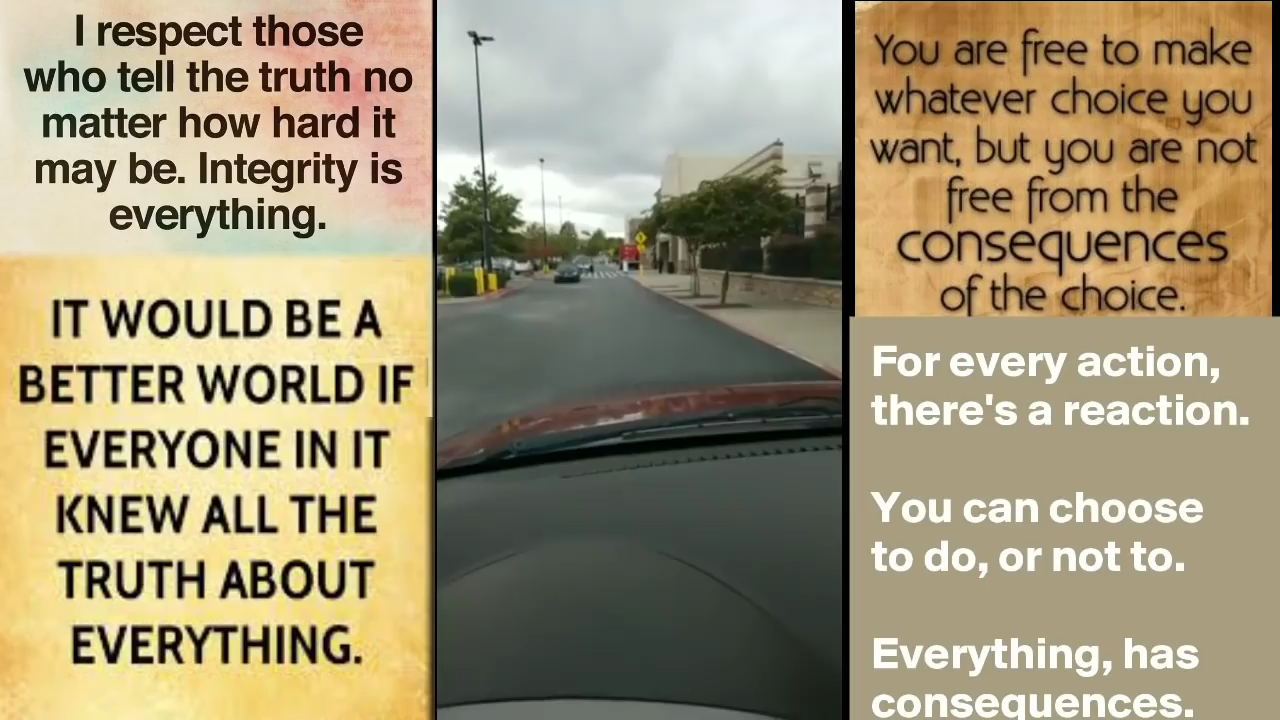 I respect those
who tell the truth no
matter how hard it
may be. Integrity is
everything.
IT WOULD BE A
BETTER WORLD IF
EVERYONE IN IT
KNEW ALL THE
TRUTH ABOUT
EVERYTHING.
You are free to make
whatever choice you
want, but you are not
free from the
consequences
of the choice.
For every action,
there's a reaction.
You can choose
to do, or not to.
Everything, has
consequences.